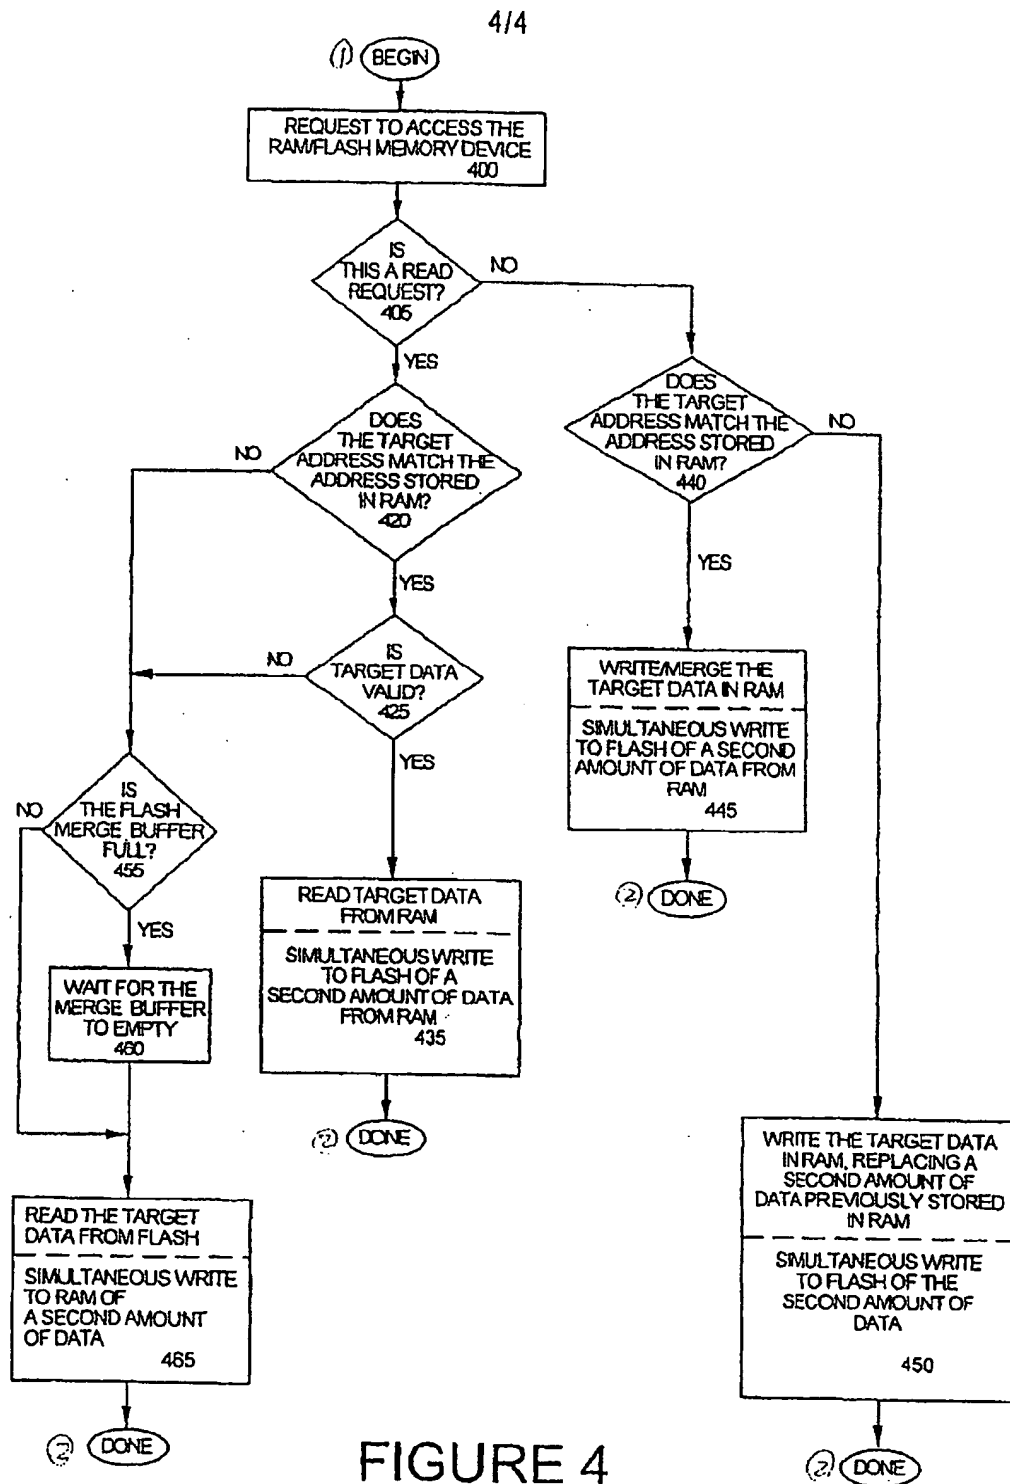 4/4
1 BEGIN
REQUEST TO ACCESS THE
RAM/FLASH MEMORY DEVICE
400
IS
THIS A READ
REQUEST?
405
NO
YES
DOES
THE TARGET
ADDRESS MATCH THE
ADDRESS STORED
IN RAM?
420
NO
YES
DOES
THE TARGET
ADDRESS MATCH THE
ADDRESS STORED
IN RAM?
440
NO
YES
IS
TARGET DATA
VALID?
425
NO
YES
WRITE/MERGE THE
TARGET DATA IN RAM
SIMULTANEOUS WRITE
TO FLASH OF A SECOND
AMOUNT OF DATA FROM
RAM
445
2 DONE
IS
THE FLASH
MERGE BUFFER
FULL?
455
NO
YES
WAIT FOR THE
MERGE BUFFER
TO EMPTY
460
READ TARGET DATA
FROM RAM
SIMULTANEOUS WRITE
TO FLASH OF A
SECOND AMOUNT OF DATA
FROM RAM
435
2 DONE
READ THE TARGET
DATA FROM FLASH
SIMULTANEOUS WRITE
TO RAM OF
A SECOND AMOUNT
OF DATA
465
2 DONE
WRITE THE TARGET DATA
IN RAM, REPLACING A
SECOND AMOUNT OF
DATA PREVIOUSLY STORED
IN RAM
SIMULTANEOUS WRITE
TO FLASH OF THE
SECOND AMOUNT OF
DATA
450
2 DONE
FIGURE 4